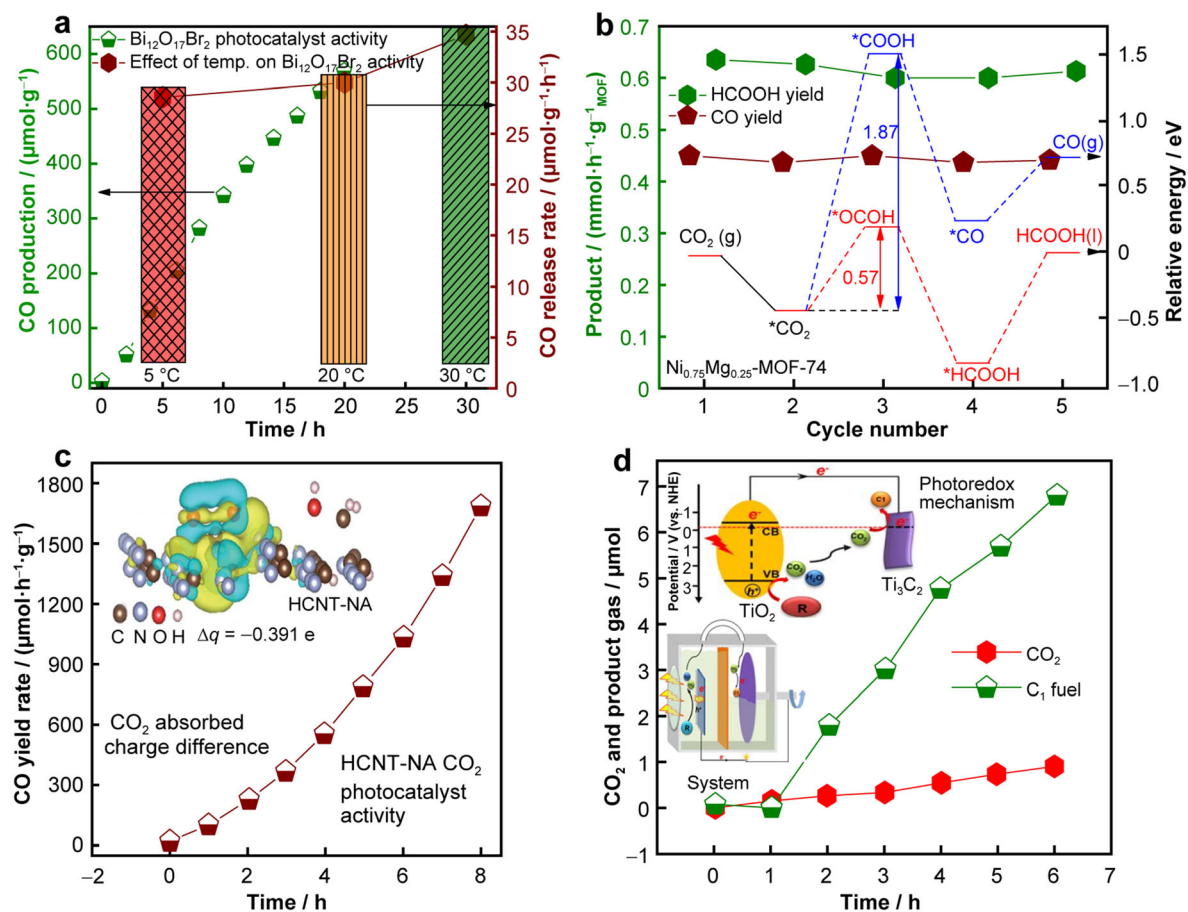 a
Bi₁₂O₁₇Br₂ photocatalyst activity
Effect of temp. on Bi₁₂O₁₇Br₂ activity
CO production / (μmol·g⁻¹)
600
500
400
300
200
100
0
5 °C
20 °C
30 °C
0 5 10 15 20 25 30
Time / h
35
30
25
20
15
10
5
0
CO release rate / (μmol·g⁻¹·h⁻¹)
b
Product / (mmol·h⁻¹·g⁻¹MOF)
0.7
0.6
0.5
0.4
0.3
0.2
0.1
0
HCOOH yield
CO yield
*COOH
1.87
CO(g)
*OCOH
*CO
HCOOH(l)
CO₂ (g)
0.57
*CO₂
*HCOOH
Ni₀.₇₅Mg₀.₂₅-MOF-74
1 2 3 4 5
Cycle number
1.5
1.0
0.5
0
−0.5
−1.0
Relative energy / eV
c
CO yield rate / (μmol·h⁻¹·g⁻¹)
1800
1500
1200
900
600
300
0
HCNT-NA
C N O H
Δq = −0.391 e
CO₂ absorbed
charge difference
HCNT-NA CO₂
photocatalyst
activity
−2 0 2 4 6 8
Time / h
d
CO₂ and product gas / μmol
7
6
5
4
3
2
1
0
−1
Potential / V (vs. NHE)
-1
0
1
2
3
e⁻
Photoredox
mechanism
C1
e⁻
CB
e⁻
CO₂
VB
CO₂
H₂O
h⁺
R
TiO₂
Ti₃C₂
CO₂
C₁ fuel
h⁺
R
System
0 1 2 3 4 5 6 7
Time / h